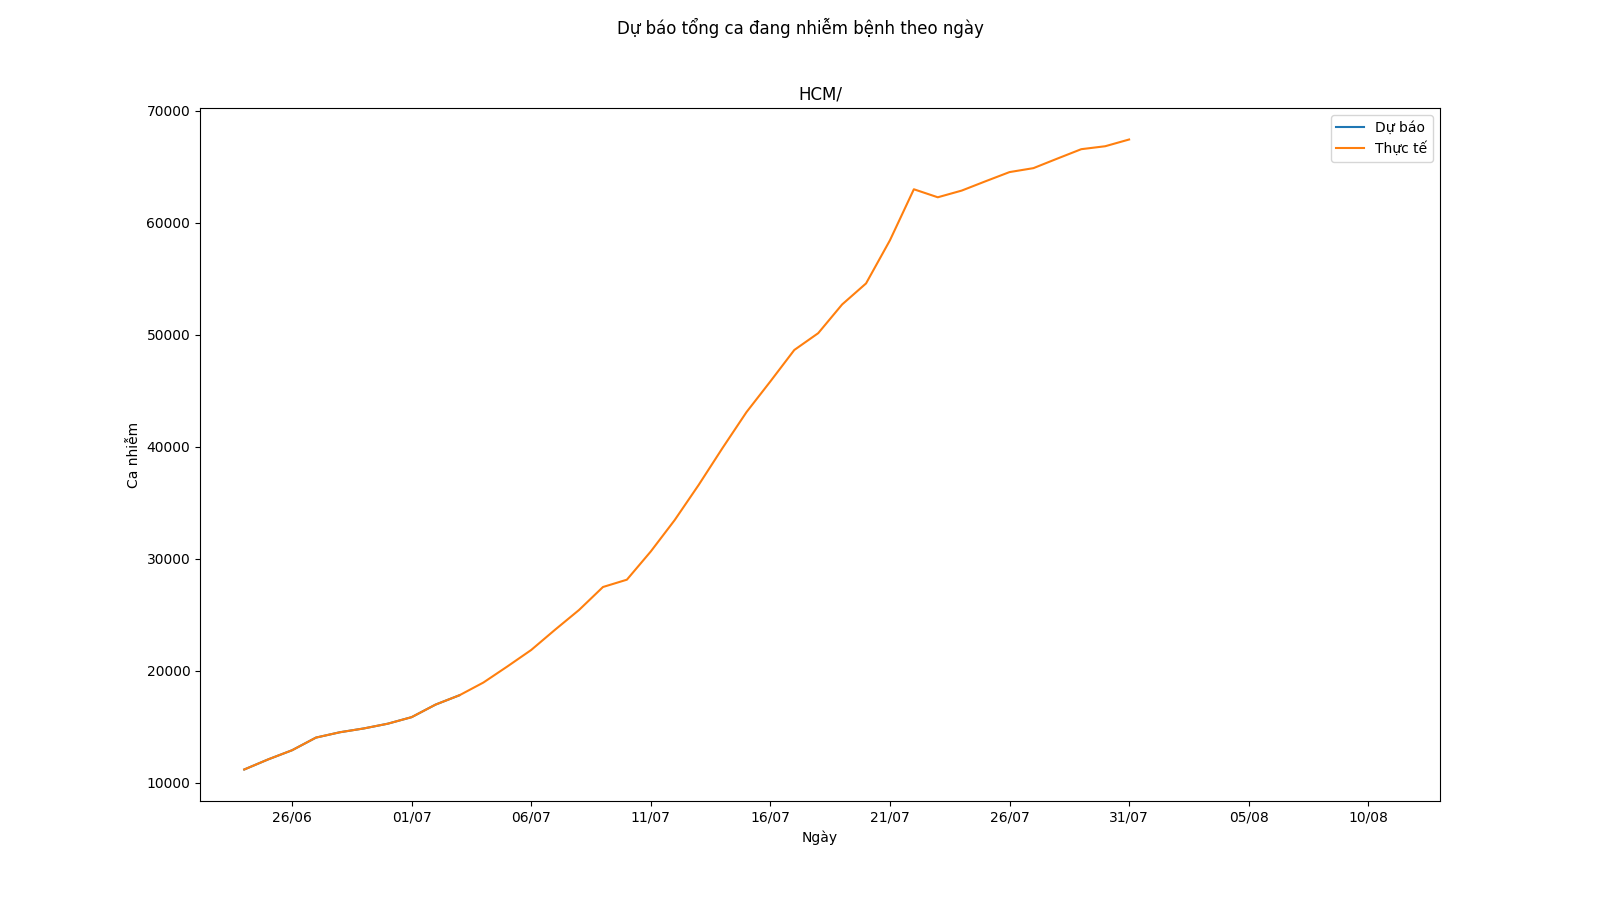 Dự báo tổng ca đang nhiễm bệnh theo ngày
HCM/
70000
60000
50000
40000
30000
20000
10000
Ca nhiễm
Dự báo
Thực tế
26/06
01/07
06/07
11/07
16/07
21/07
26/07
31/07
05/08
10/08
Ngày